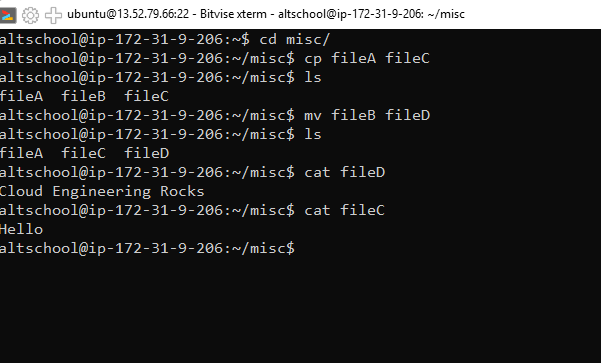 ubuntu@13.52.79.66:22 - Bitvise xterm - altschool@ip-172-31-9-206: ~/misc
altschool@ip-172-31-9-206:~$ cd misc/
altschool@ip-172-31-9-206:~/misc$ cp fileA fileC
altschool@ip-172-31-9-206:~/misc$ ls
fileA  fileB  fileC
altschool@ip-172-31-9-206:~/misc$ mv fileB fileD
altschool@ip-172-31-9-206:~/misc$ ls
fileA  fileC  fileD
altschool@ip-172-31-9-206:~/misc$ cat fileD
Cloud Engineering Rocks
altschool@ip-172-31-9-206:~/misc$ cat fileC
Hello
altschool@ip-172-31-9-206:~/misc$